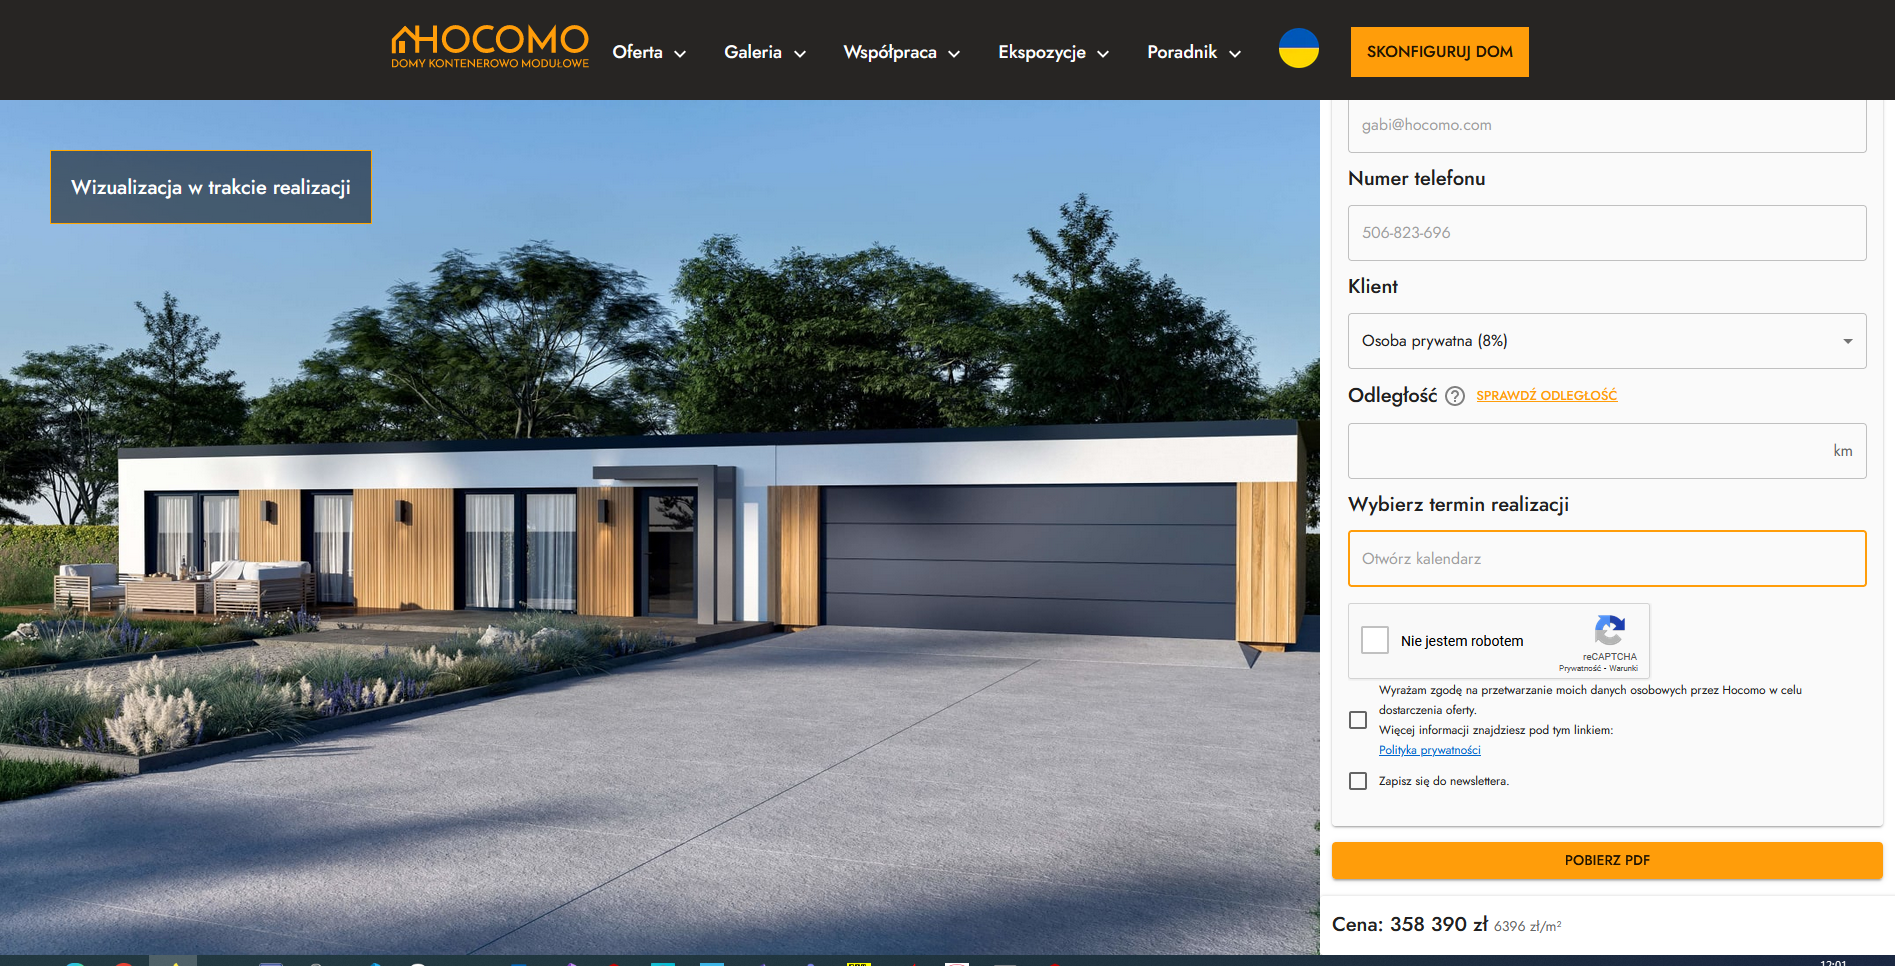 HOCOMO
DOMY KONTENEROWO MODUŁOWE
Oferta
Galeria
Współpraca
Ekspozycje
Poradnik
SKONFIGURUJ DOM
Wizualizacja w trakcie realizacji
gabi@hocomo.com
Numer telefonu
506-823-696
Klient
Osoba prywatna (8%)
Odległość ? SPRAWDŹ ODLEGŁOŚĆ
km
Wybierz termin realizacji
Otwórz kalendarz
Nie jestem robotem
reCAPTCHA
Prywatność - Warunki
Wyrażam zgodę na przetwarzanie moich danych osobowych przez Hocomo w celu
dostarczenia oferty.
Więcej informacji znajdziesz pod tym linkiem:
Polityka prywatności
Zapisz się do newslettera.
POBIERZ PDF
Cena: 358 390 zł 6396 zł/m²